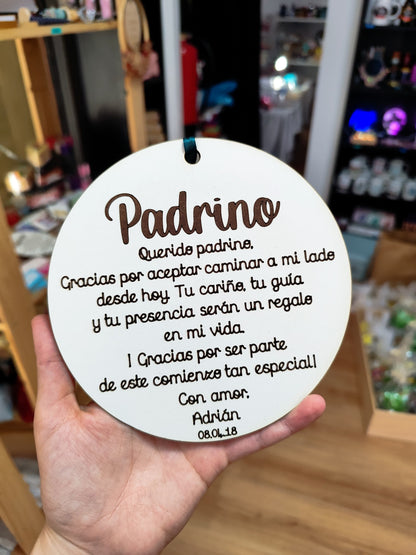 Padrino
Querido padrino,
Gracias por aceptar caminar a mi lado
desde hoy. Tu cariño, tu guía
y tu presencia serán un regalo
en mi vida.
¡ Gracias por ser parte
de este comienzo tan especial!
Con amor,
Adrián
08.04.18